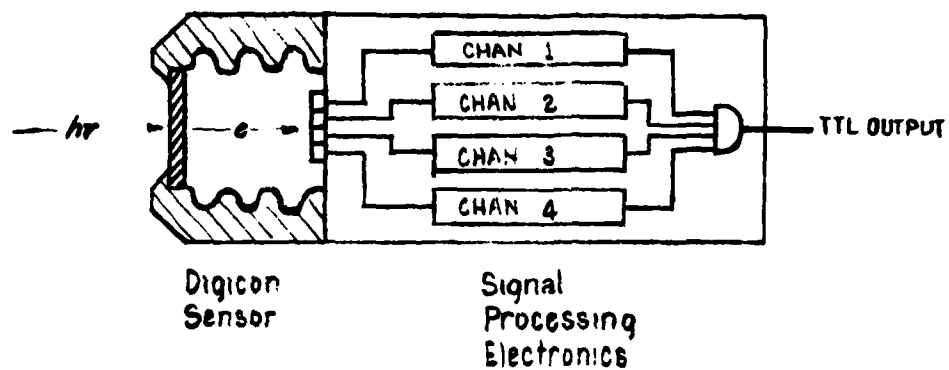 CHAN 1
CHAN 2
hν e TTL OUTPUT
CHAN 3
CHAN 4
Digicon
Sensor
Signal
Processing
Electronics